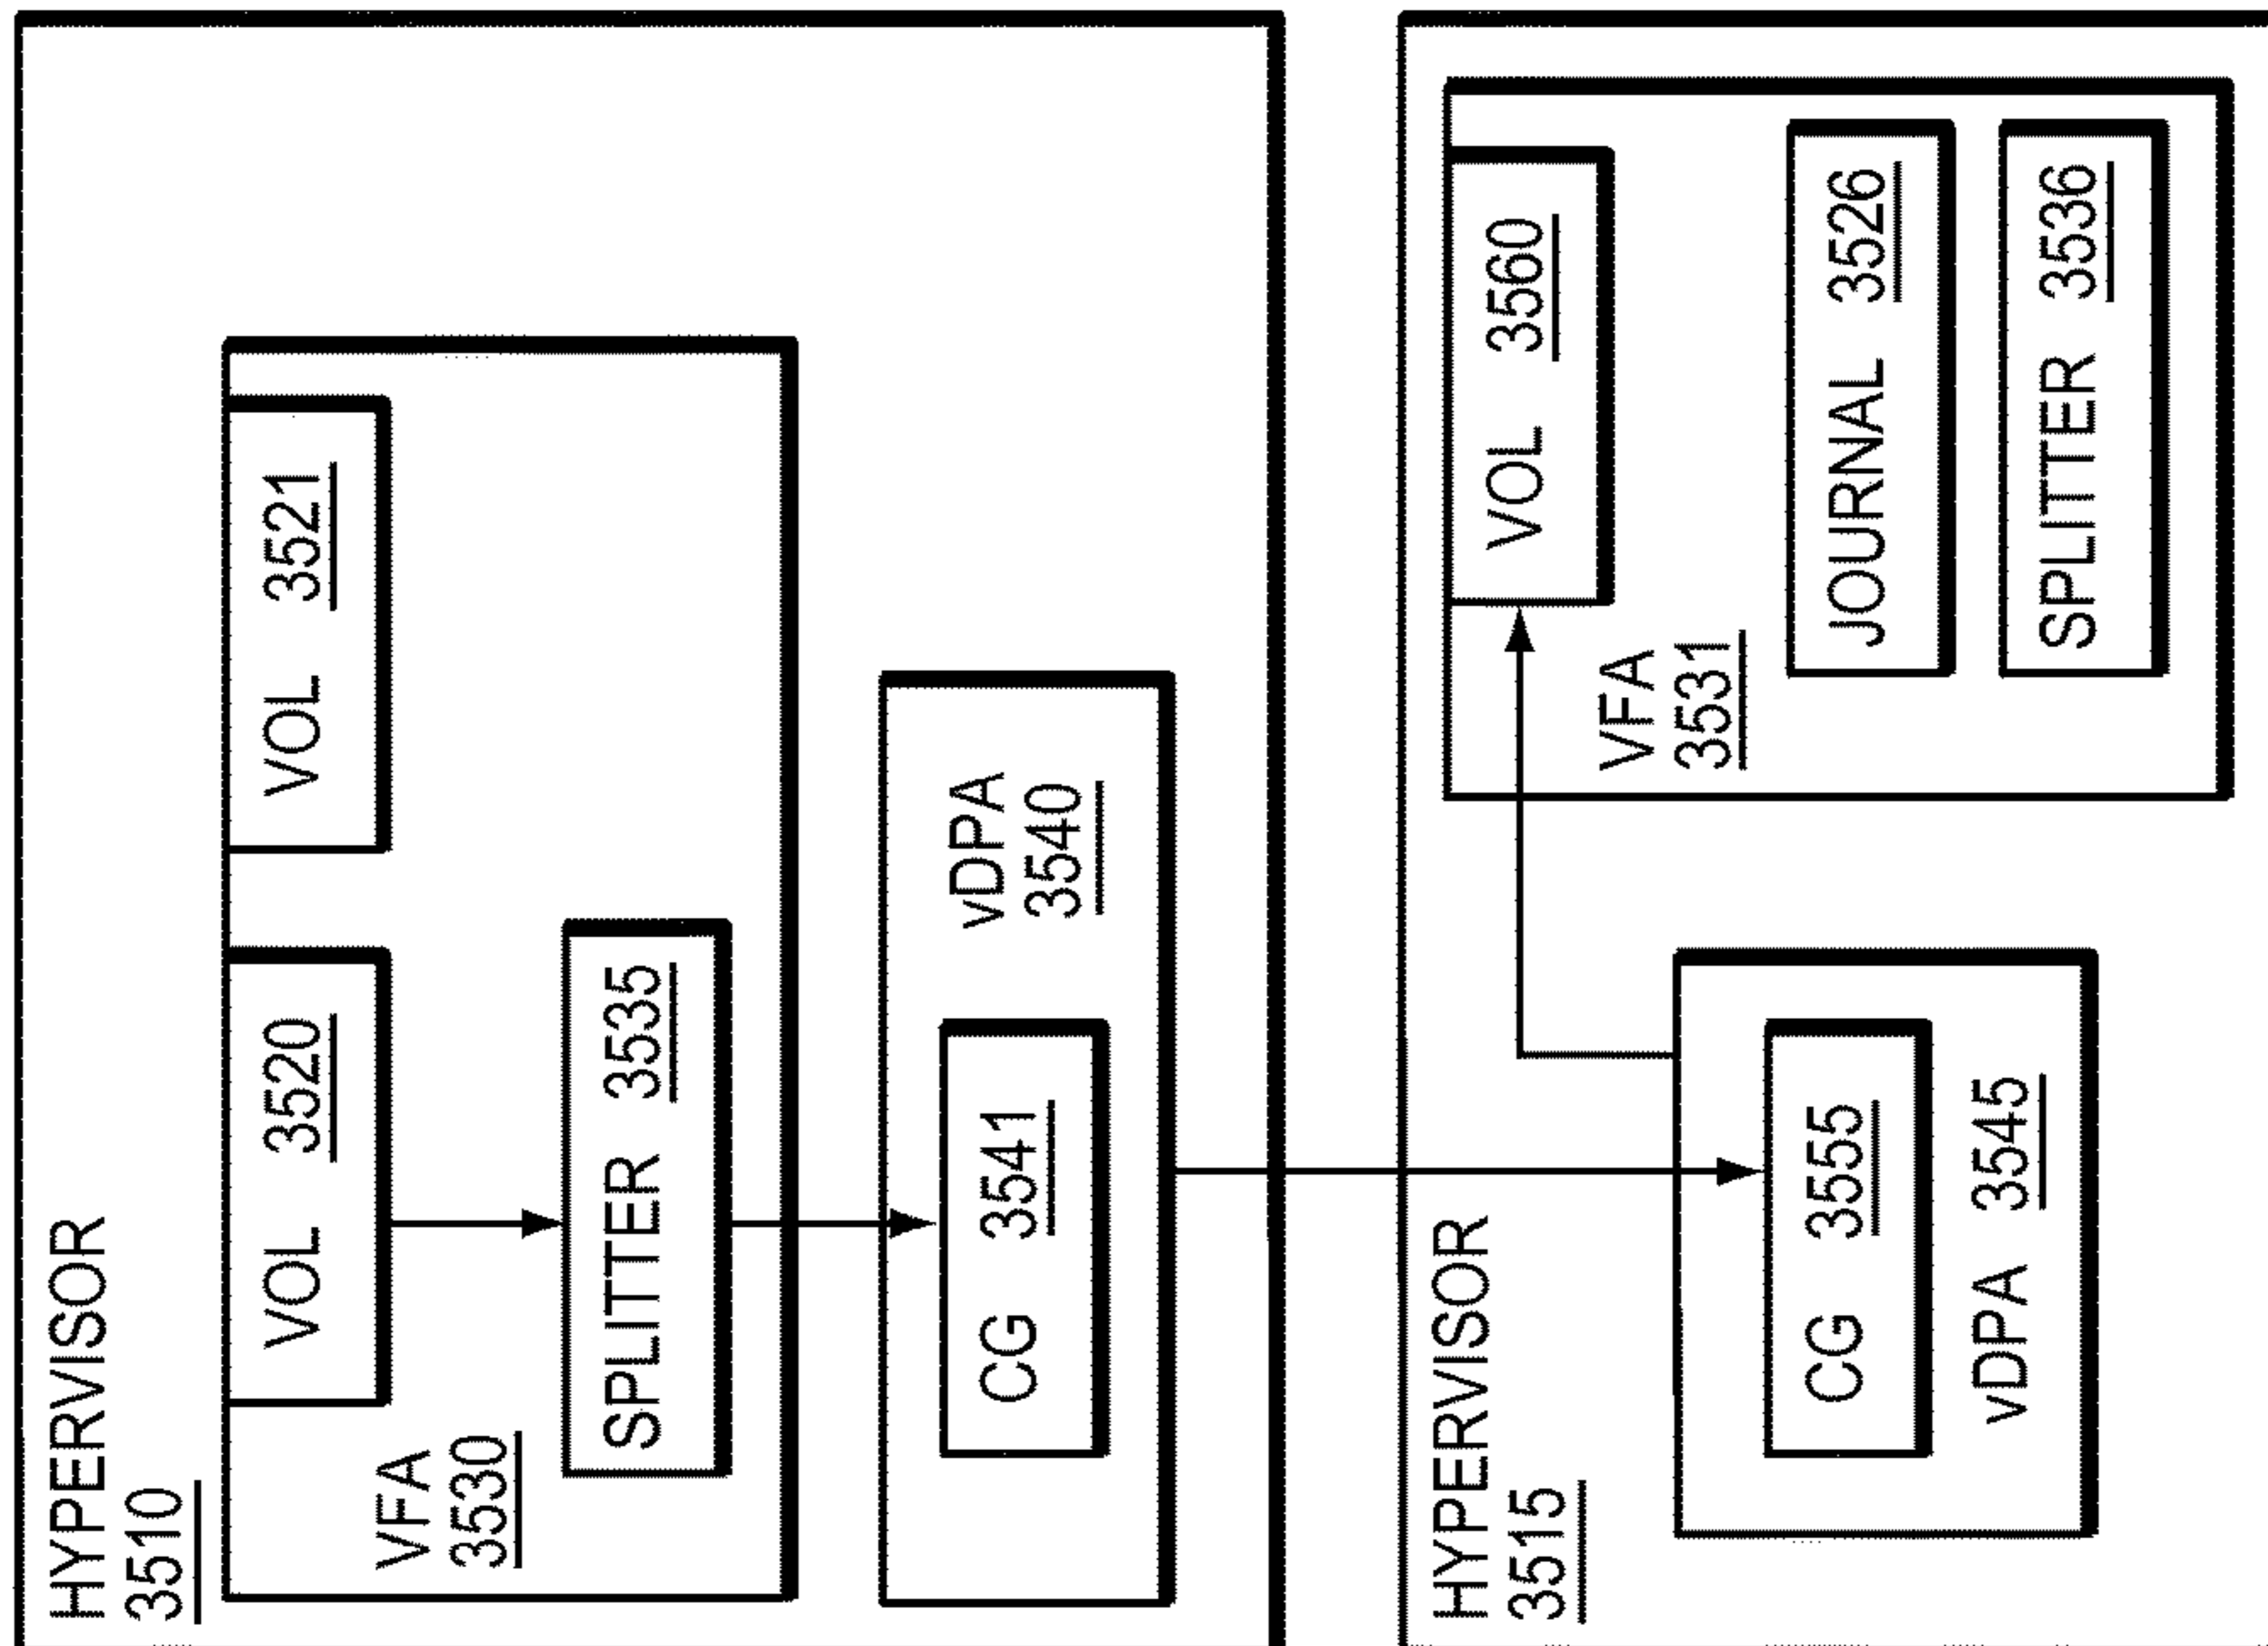 HYPERVISOR
3510
VOL 3520
VOL 3521
VFA
3530
SPLITTER 3535
vDPA
3540
CG 3541
HYPERVISOR
3515
VOL 3560
VFA
3531
JOURNAL 3526
SPLITTER 3536
CG 3555
vDPA 3545